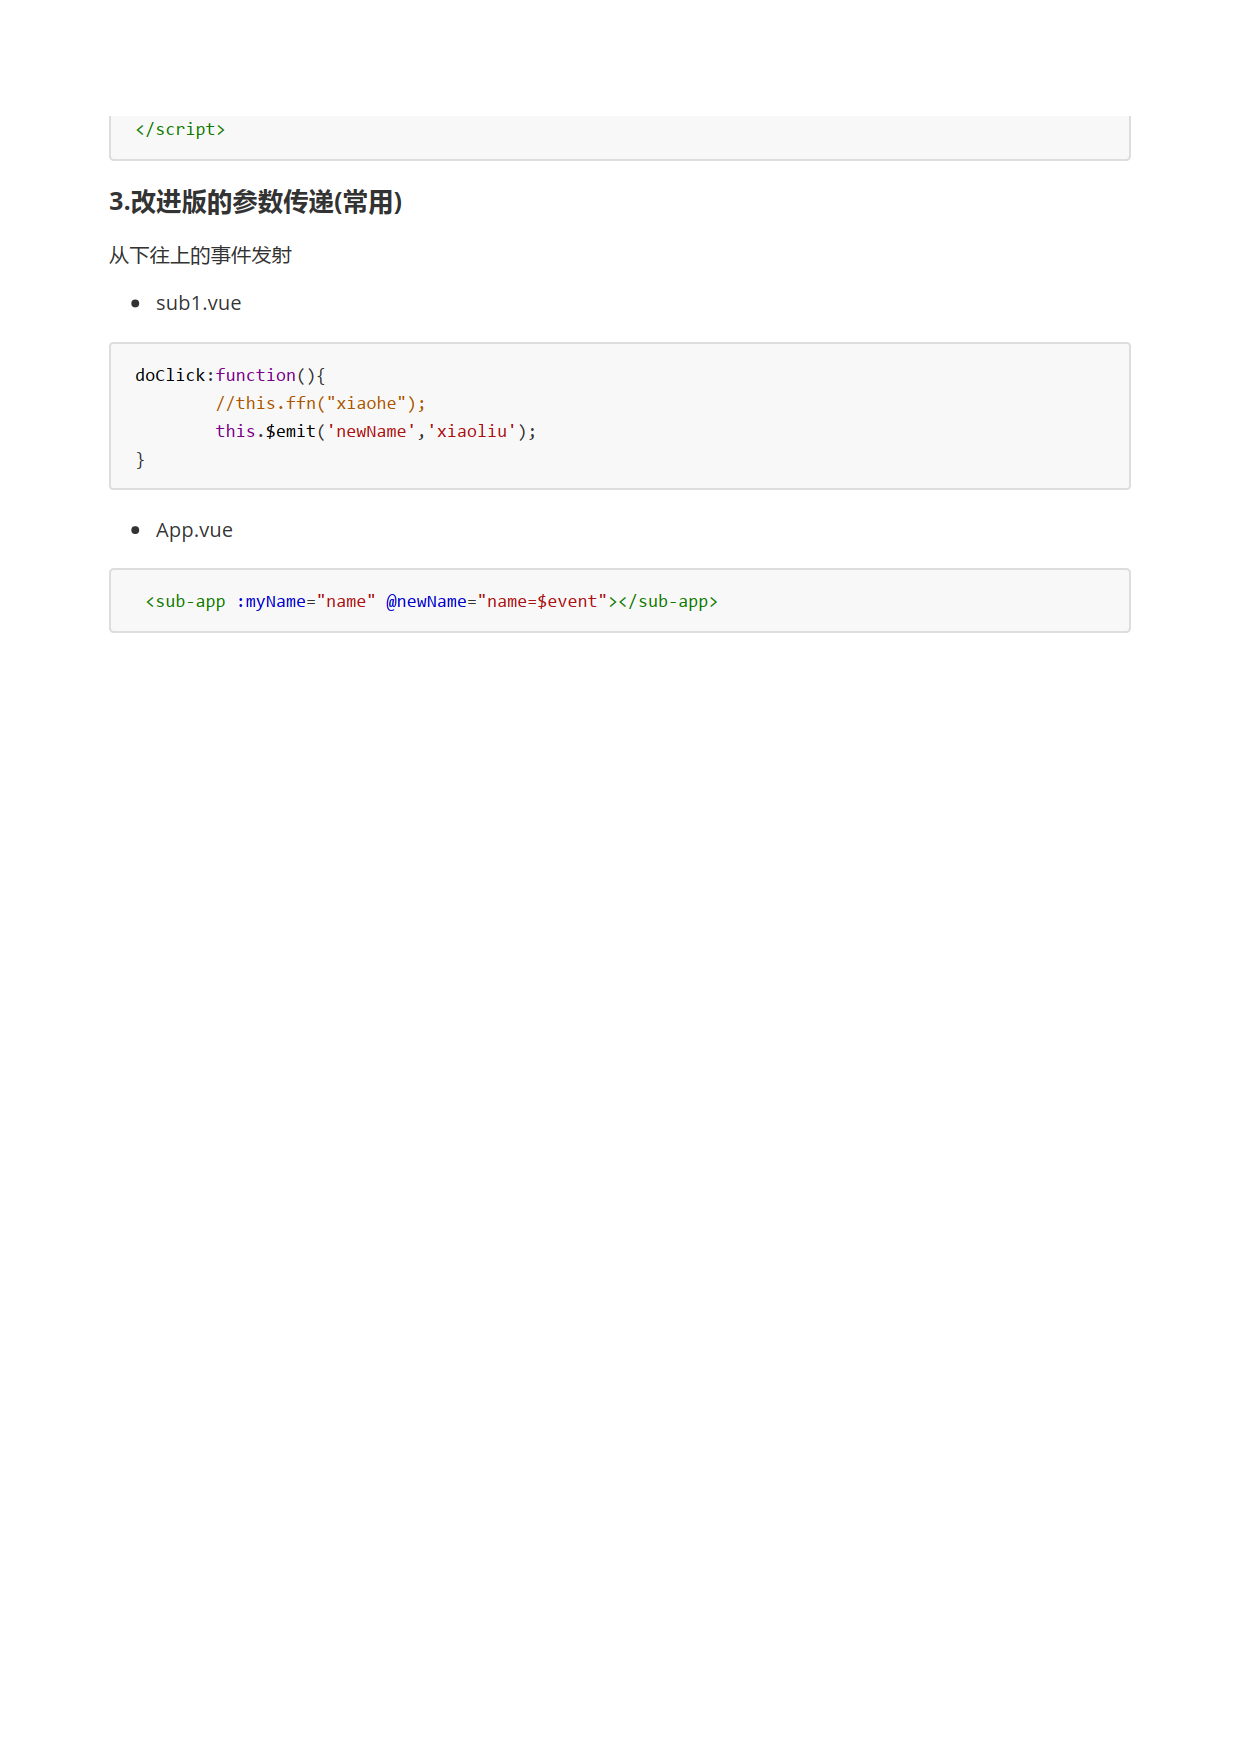 </script>
3.改进版的参数传递(常用)
从下往上的事件发射
• sub1.vue
doClick:function(){
        //this.ffn("xiaohe");
        this.$emit('newName','xiaoliu');
}
• App.vue
 <sub-app :myName="name" @newName="name=$event"></sub-app>